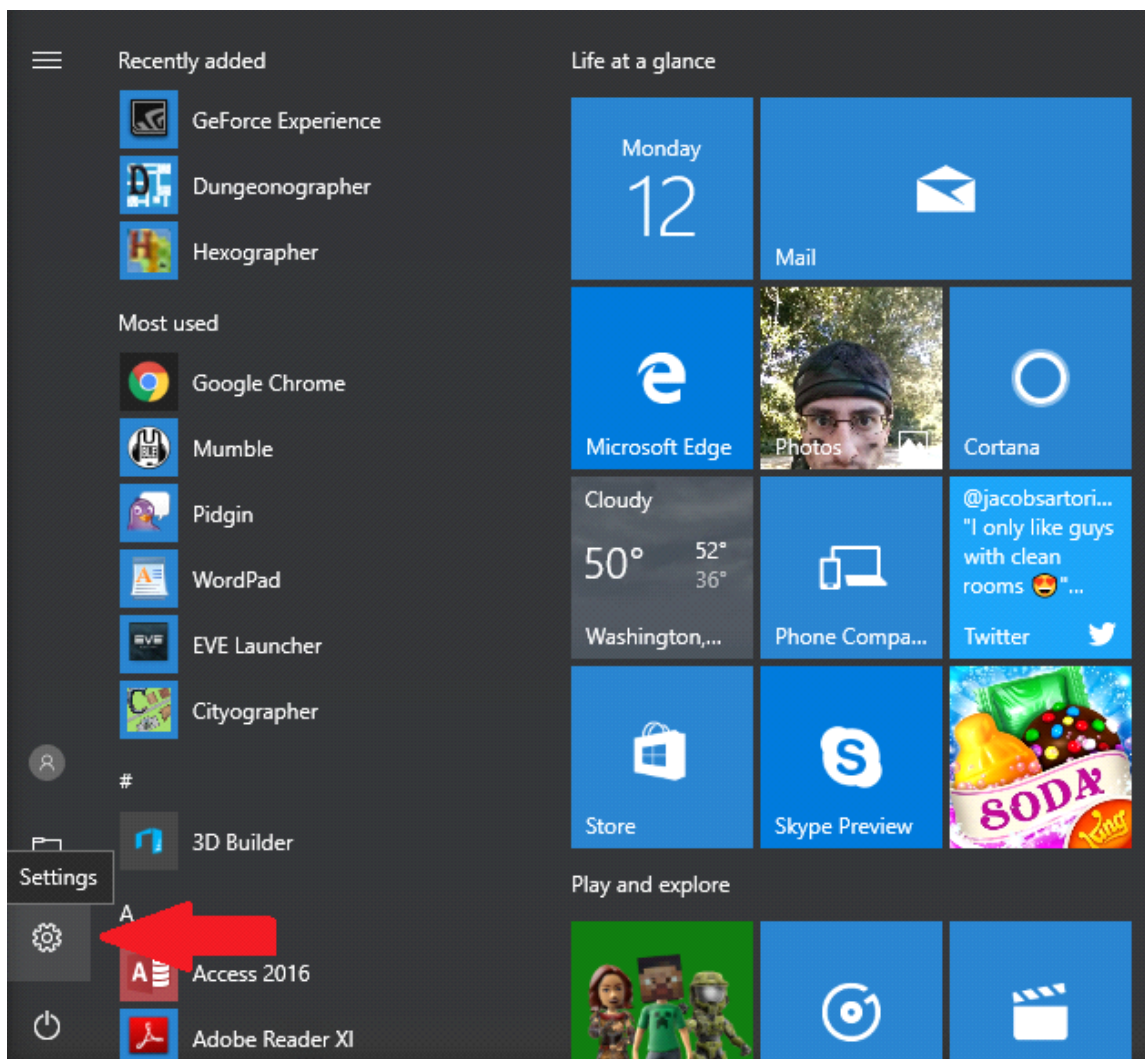 Recently added
GeForce Experience
Dungeonographer
Hexographer
Most used
Google Chrome
Mumble
Pidgin
WordPad
EVE Launcher
Cityographer
#
3D Builder
Settings
A
Access 2016
Adobe Reader XI
Life at a glance
Monday
12
Mail
Microsoft Edge
Photos
Cortana
Cloudy
50° 52°
36°
Washington,...
Phone Compa...
@jacobsartori...
"I only like guys
with clean
rooms 😍"...
Twitter
Store
Skype Preview
SODA
King
Play and explore